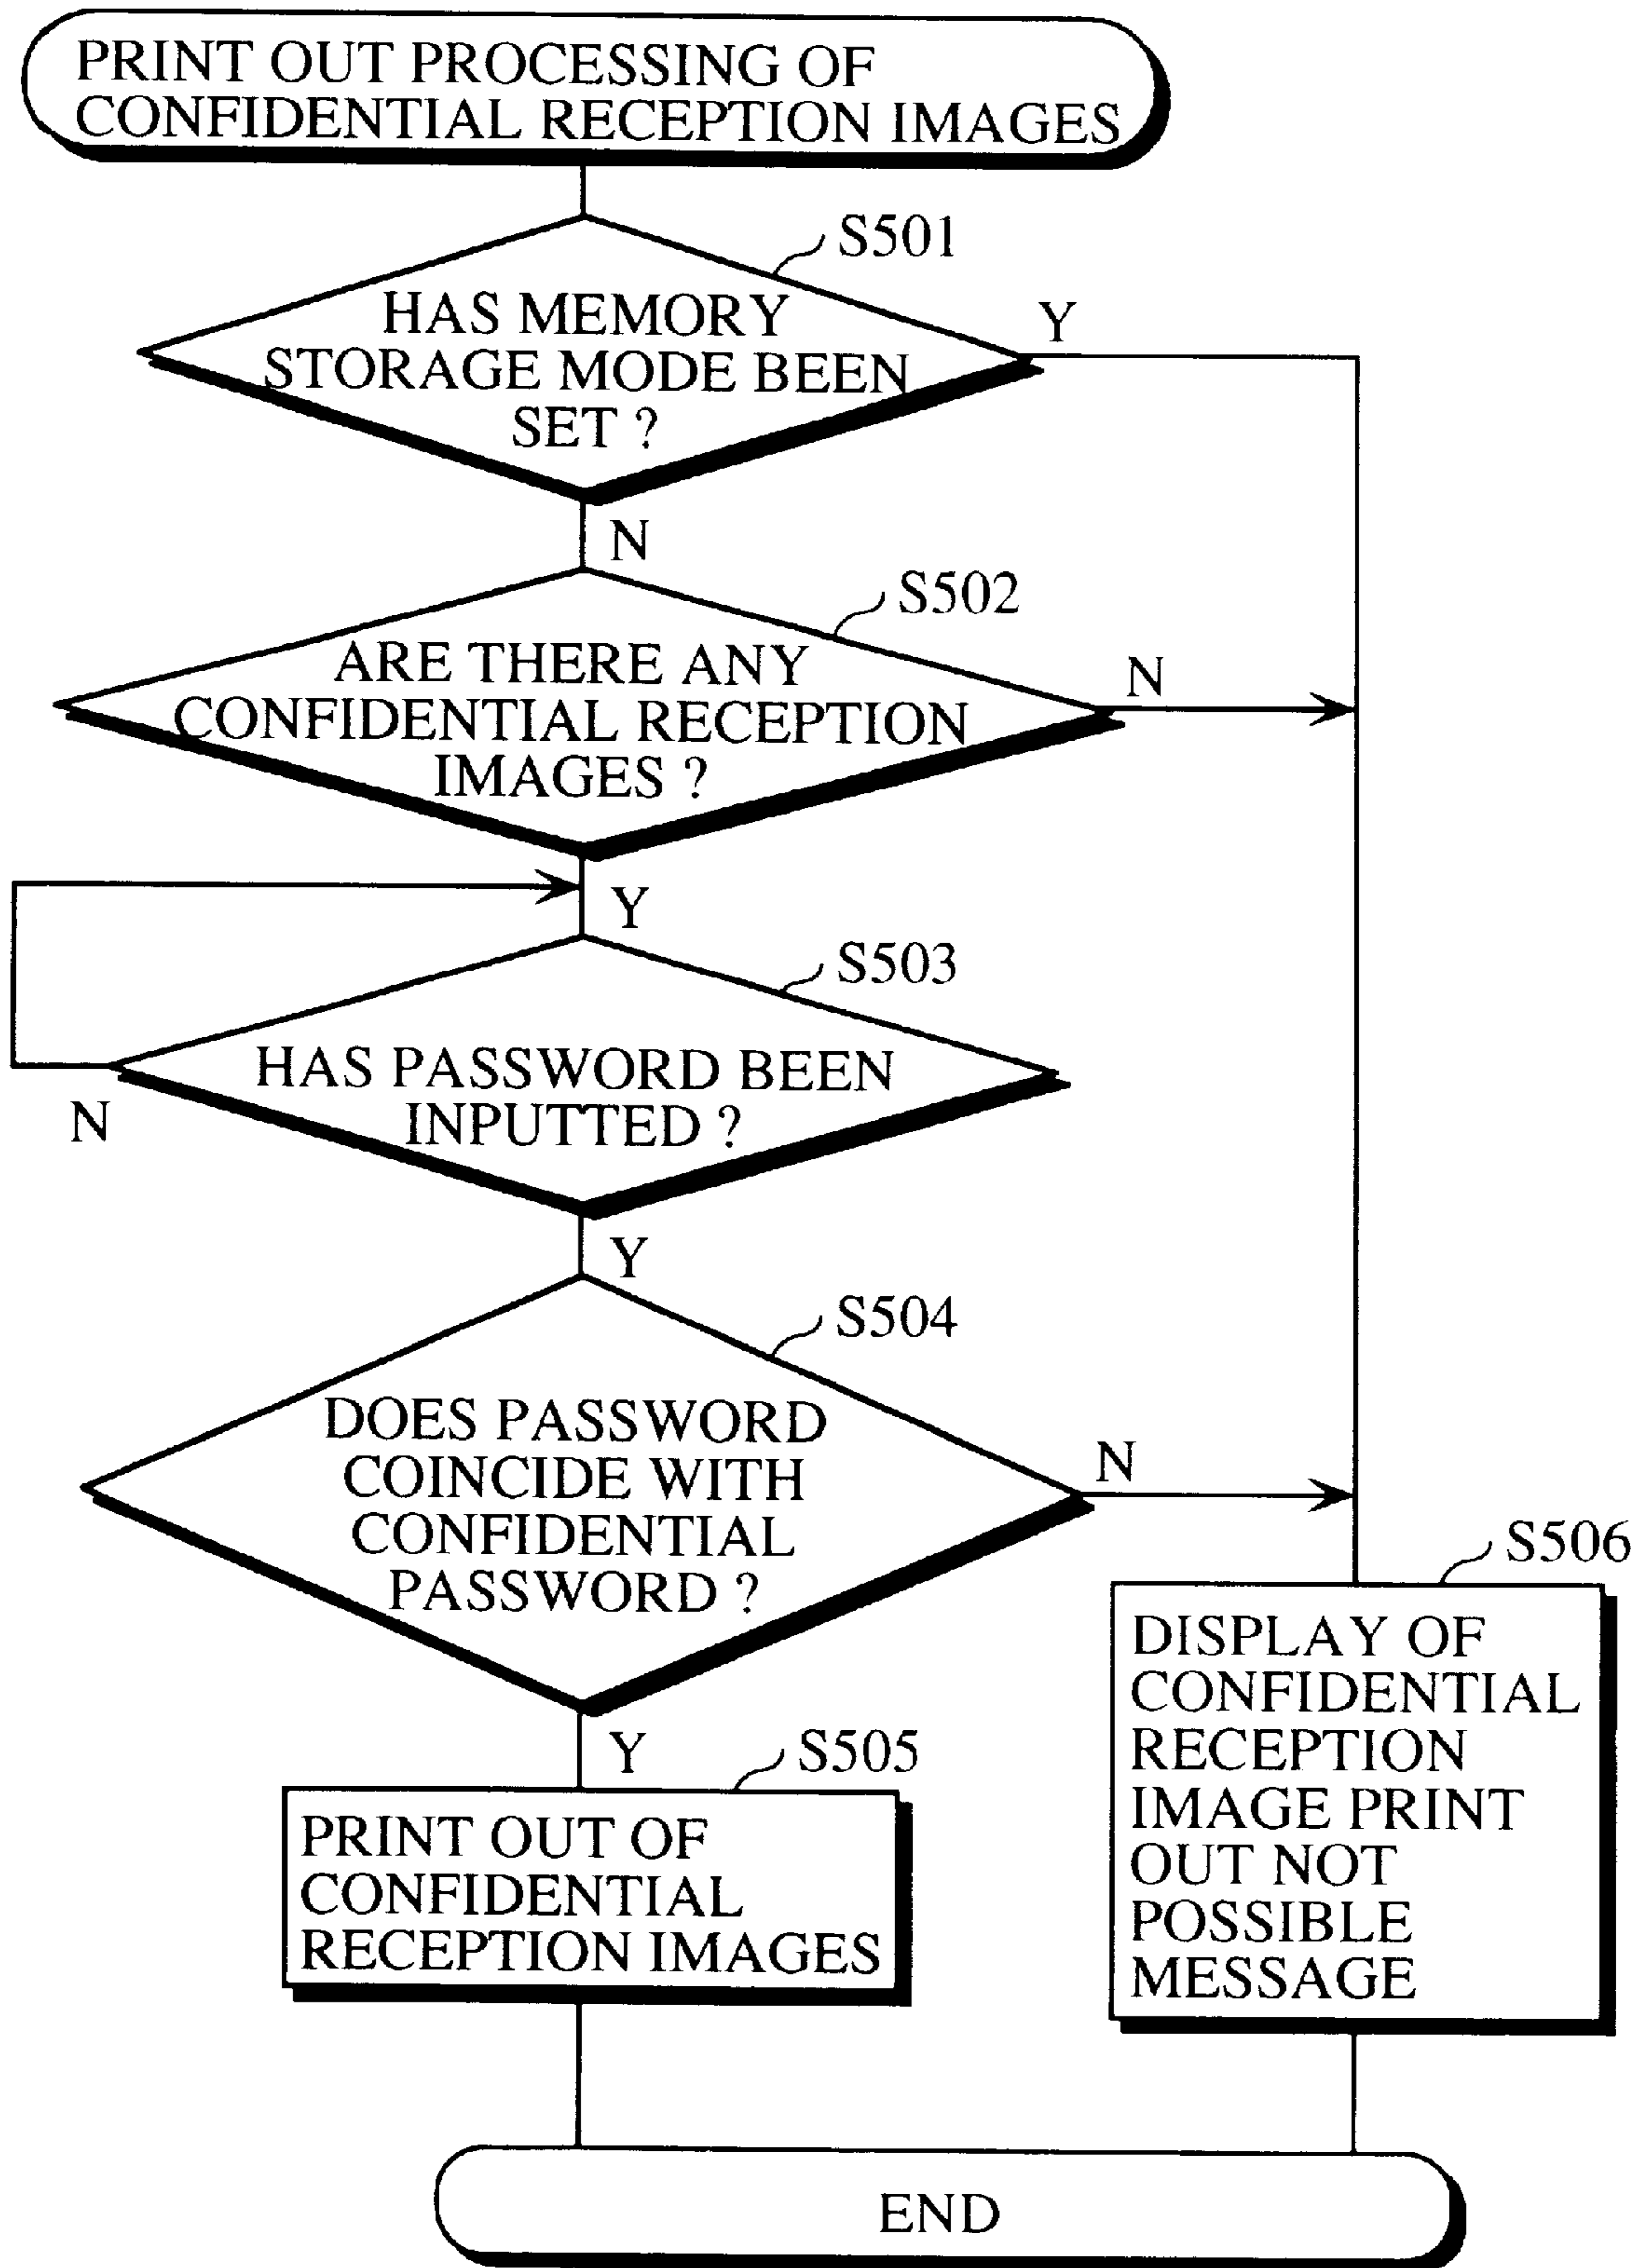 PRINT OUT PROCESSING OF
CONFIDENTIAL RECEPTION IMAGES
S501
HAS MEMORY
STORAGE MODE BEEN
SET ?
Y
N
S502
ARE THERE ANY
CONFIDENTIAL RECEPTION
IMAGES ?
N
Y
S503
HAS PASSWORD BEEN
INPUTTED ?
N
Y
S504
DOES PASSWORD
COINCIDE WITH
CONFIDENTIAL
PASSWORD ?
N
Y
S505
PRINT OUT OF
CONFIDENTIAL
RECEPTION IMAGES
S506
DISPLAY OF
CONFIDENTIAL
RECEPTION
IMAGE PRINT
OUT NOT
POSSIBLE
MESSAGE
END